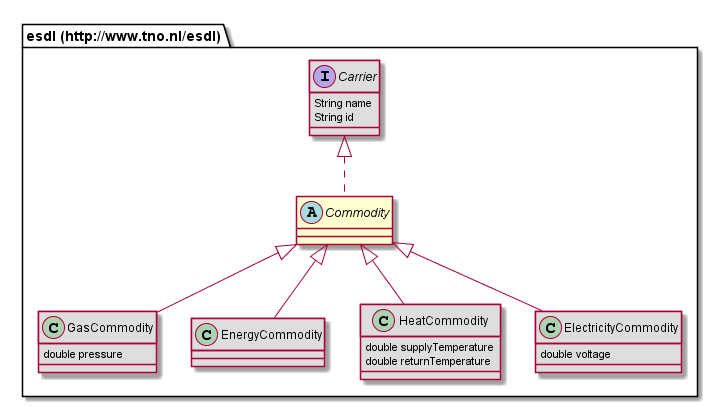 esdl (http://www.tno.nl/esdl)
I Carrier
String name
String id
A Commodity
C GasCommodity
double pressure
C EnergyCommodity
C HeatCommodity
double supplyTemperature
double returnTemperature
C ElectricityCommodity
double voltage